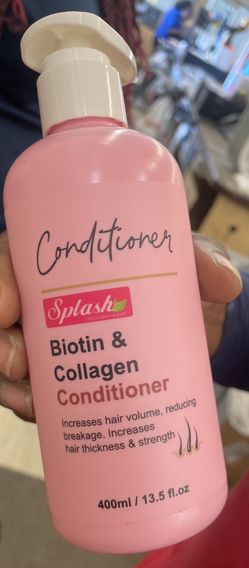 Conditioner
Splash
Biotin &
Collagen
Conditioner
Increases hair volume, reducing
breakage. Increases
hair thickness & strength
400ml / 13.5 fl.oz